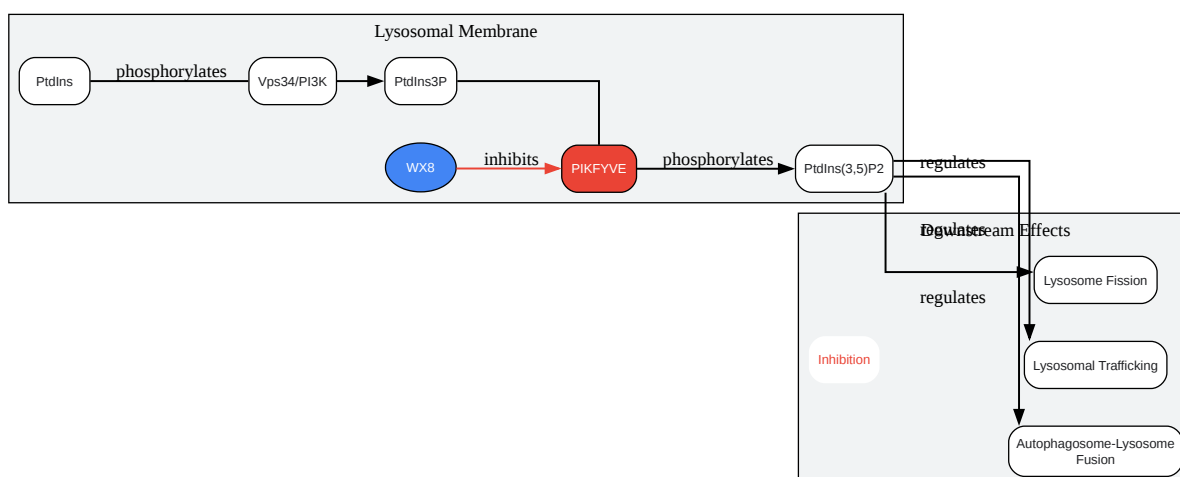 Lysosomal Membrane
PtdIns
phosphorylates
Vps34/PI3K
PtdIns3P
WX8
inhibits
PIKFYVE
phosphorylates
PtdIns(3,5)P2
regulates
regulates
Downstream Effects
Lysosome Fission
regulates
Inhibition
Lysosomal Trafficking
Autophagosome-Lysosome
Fusion